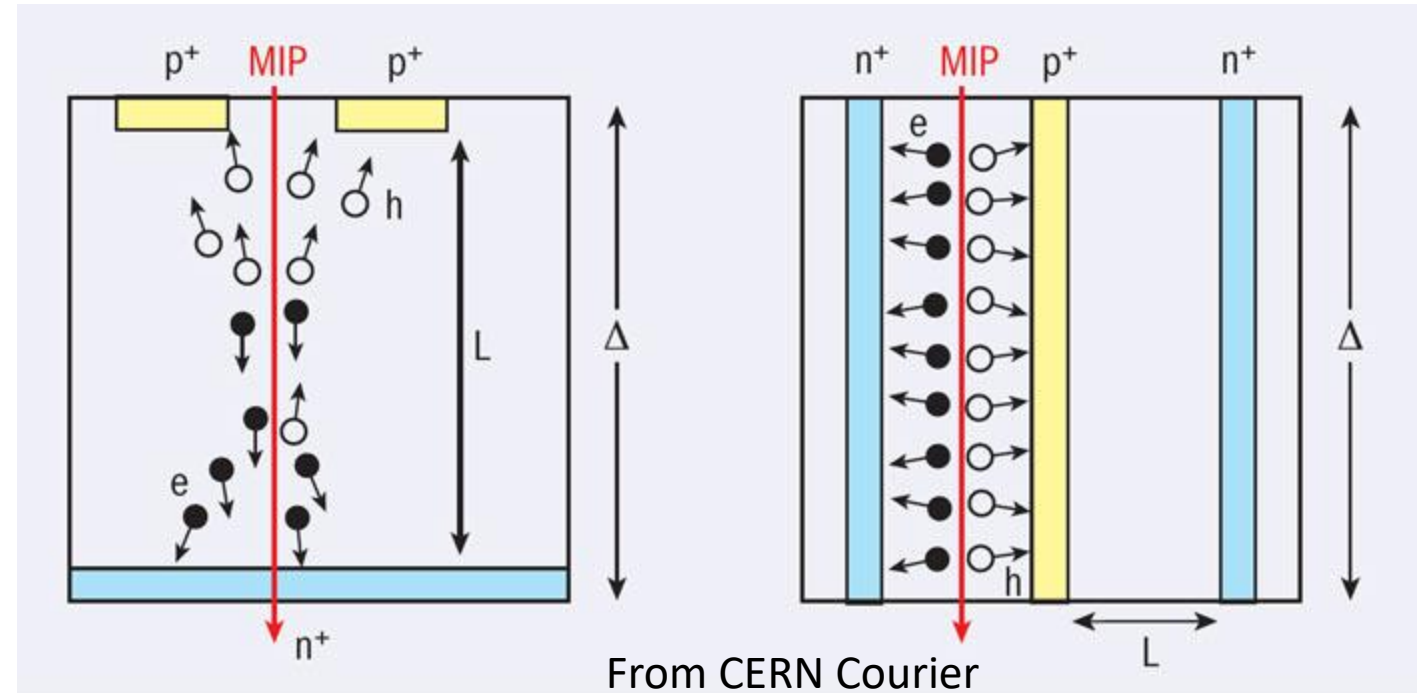 p⁺ MIP p⁺
h
L
Δ
e
n⁺
n⁺ MIP p⁺ n⁺
e
Δ
h
L
From CERN Courier